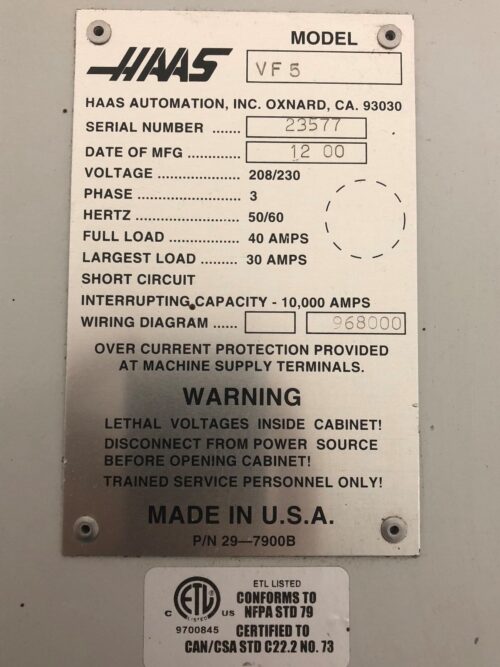 MODEL
HAAS VF 5
HAAS AUTOMATION, INC. OXNARD, CA. 93030
SERIAL NUMBER ...... 23577
DATE OF MFG ............... 12 00
VOLTAGE .................... 208/230
PHASE ......................... 3
HERTZ ......................... 50/60
FULL LOAD ................. 40 AMPS
LARGEST LOAD ......... 30 AMPS
SHORT CIRCUIT
INTERRUPTING CAPACITY - 10,000 AMPS
WIRING DIAGRAM ...... 968000
OVER CURRENT PROTECTION PROVIDED
AT MACHINE SUPPLY TERMINALS.
WARNING
LETHAL VOLTAGES INSIDE CABINET!
DISCONNECT FROM POWER SOURCE
BEFORE OPENING CABINET!
TRAINED SERVICE PERSONNEL ONLY!
MADE IN U.S.A.
P/N 29—7900B
ETL LISTED
CONFORMS TO
NFPA STD 79
C ETL LISTED US
9700845 CERTIFIED TO
CAN/CSA STD C22.2 NO. 73